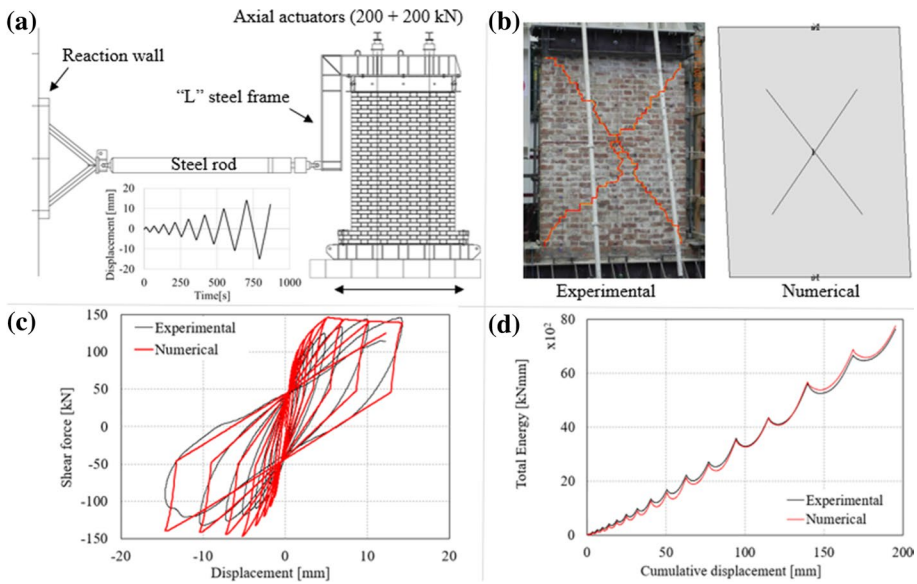 (a)
Axial actuators (200 + 200 kN)
Reaction wall
“L” steel frame
Steel rod
Displacement [mm]
20
10
0
-10
20
0 250 500 750 1000
Time[s]
(b)
Experimental
Numerical
(c)
Shear force [kN]
150
100
50
0
-50
-100
-150
-20 -10 0 10 20
Displacement [mm]
Experimental
Numerical
(d)
Total Energy [kNmm]
x10²
80
60
40
20
0
0 50 100 150 200
Cumulative displacement [mm]
Experimental
Numerical